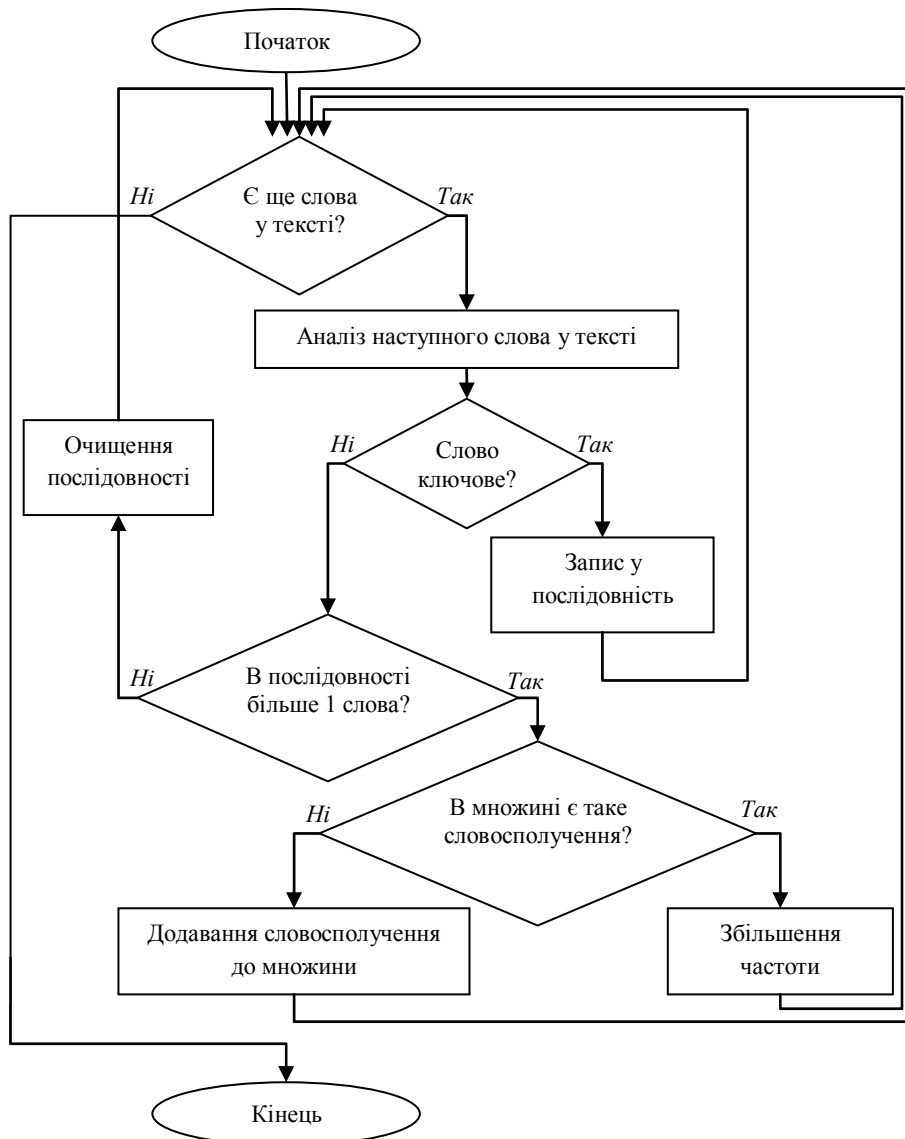 Початок
Ні
Так
Є ще слова
у тексті?
Аналіз наступного слова у тексті
Очищення
послідовності
Ні
Так
Слово
ключове?
Запис у
послідовність
Ні
Так
В послідовності
більше 1 слова?
Ні
Так
В множині є таке
словосполучення?
Додавання словосполучення
до множини
Збільшення
частоти
Кінець